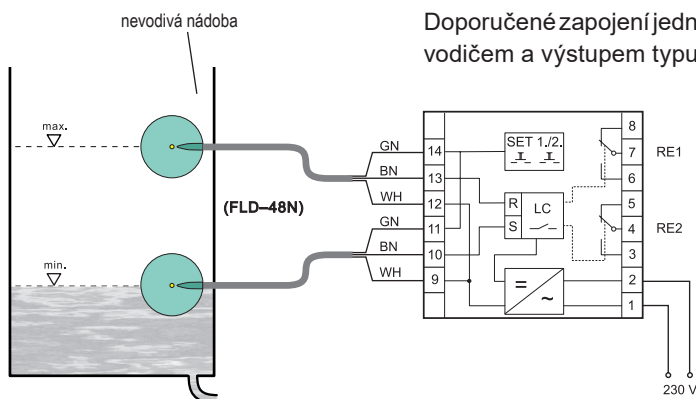 nevodivá nádoba
Doporučené zapojení jedn
vodičem a výstupem typu
max.
min.
(FLD–48N)
GN
BN
WH
GN
BN
WH
14
13
12
11
10
9
SET 1./2.
R
S
LC
=
~
8
7
6
5
4
3
2
1
RE1
RE2
230 V